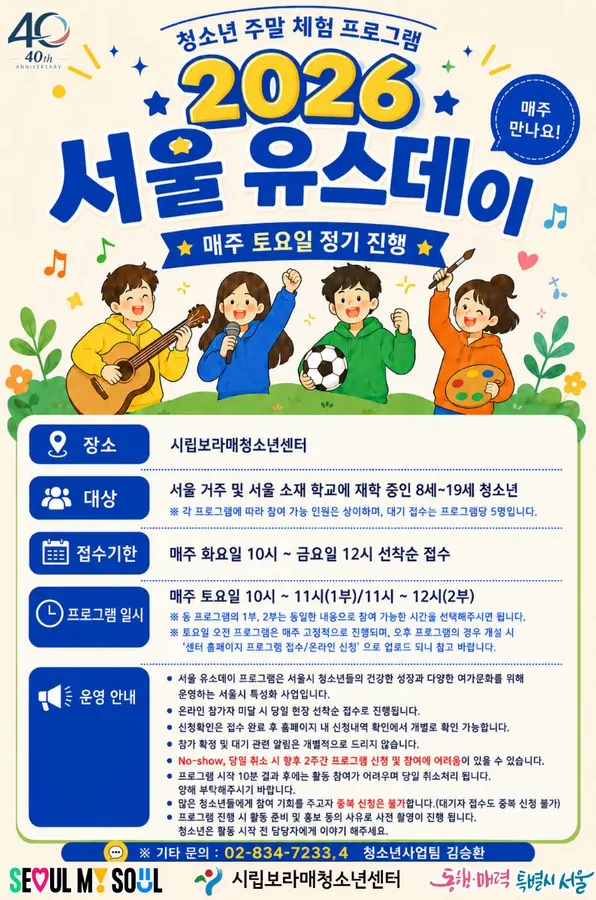 40
40th
ANNIVERSARY
청소년 주말 체험 프로그램
2026
매주
만나요!
서울 유스데이
매주 토요일 정기 진행
장소
시립보라매청소년센터
대상
서울 거주 및 서울 소재 학교에 재학 중인 8세~19세 청소년
※ 각 프로그램에 따라 참여 가능 인원은 상이하며, 대기 접수는 프로그램당 5명입니다.
접수기한
매주 화요일 10시 ~ 금요일 12시 선착순 접수
프로그램 일시
매주 토요일 10시 ~ 11시(1부)/11시 ~ 12시(2부)
※ 동 프로그램의 1부, 2부는 동일한 내용으로 참여 가능한 시간을 선택해주시면 됩니다.
※ 토요일 오전 프로그램은 매주 고정적으로 진행되며, 오후 프로그램의 경우 개설 시
‘센터 홈페이지 프로그램 접수/온라인 신청’ 으로 업로드 되니 참고 바랍니다.
운영 안내
• 서울 유스데이 프로그램은 서울시 청소년들의 건강한 성장과 다양한 여가문화를 위해
운영하는 서울시 특성화 사업입니다.
• 온라인 참가자 미달 시 당일 현장 선착순 접수로 진행됩니다.
• 신청확인은 접수 완료 후 홈페이지 내 신청내역 확인에서 개별로 확인 가능합니다.
• 참가 확정 및 대기 관련 알림은 개별적으로 드리지 않습니다.
• No-show, 당일 취소 시 향후 2주간 프로그램 신청 및 참여에 어려움이 있을 수 있습니다.
• 프로그램 시작 10분 결과 후에는 활동 참여가 어려우며 당일 취소처리 됩니다.
양해 부탁해주시기 바랍니다.
• 많은 청소년들에게 참여 기회를 주고자 중복 신청은 불가합니다.(대기자 접수도 중복 신청 불가)
• 프로그램 진행 시 활동 준비 및 홍보 등의 사유로 사전 촬영이 진행 됩니다.
청소년은 활동 시작 전 담당자에게 이야기 해주세요.
※ 기타 문의 : 02-834-7233,4 청소년사업팀 김승환
SEOUL MY SOUL
시립보라매청소년센터
동행·매력 특별시 서울